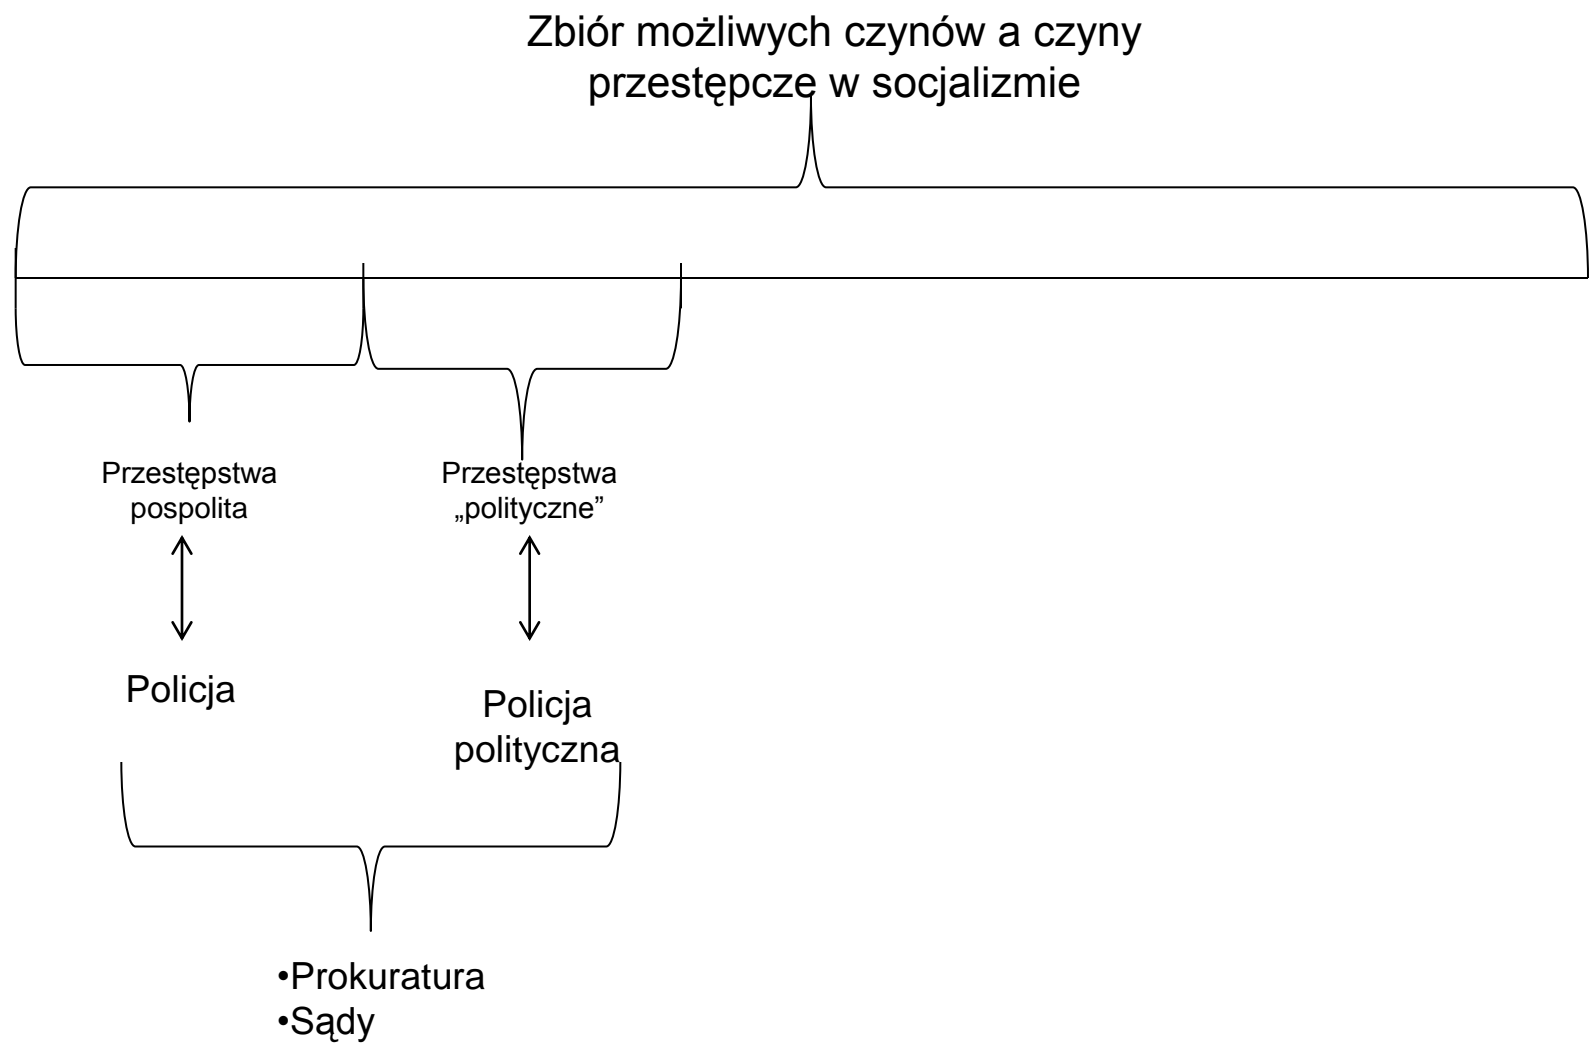 Zbiór możliwych czynów a czyny
przestępcze w socjalizmie
Przestępstwa
pospolita
Przestępstwa
„polityczne”
Policja
Policja
polityczna
•Prokuratura
•Sądy